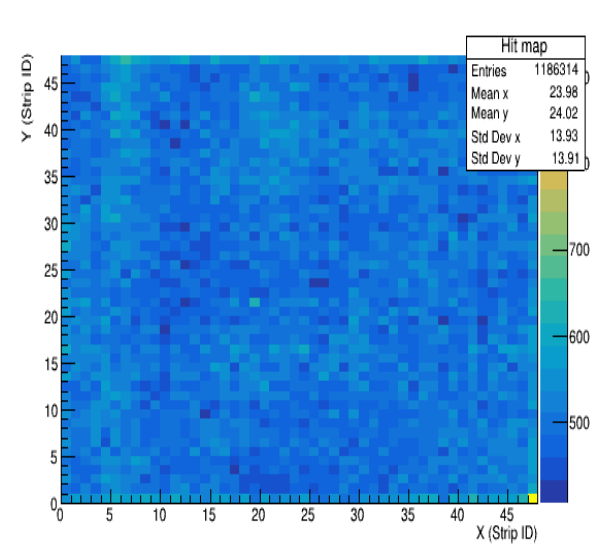 Hit map
Entries 1186314
Mean x 23.98
Mean y 24.02
Std Dev x 13.93
Std Dev y 13.91
Y (Strip ID)
45
40
35
30
25
20
15
10
5
0
0 5 10 15 20 25 30 35 40 45
X (Strip ID)
700
600
500